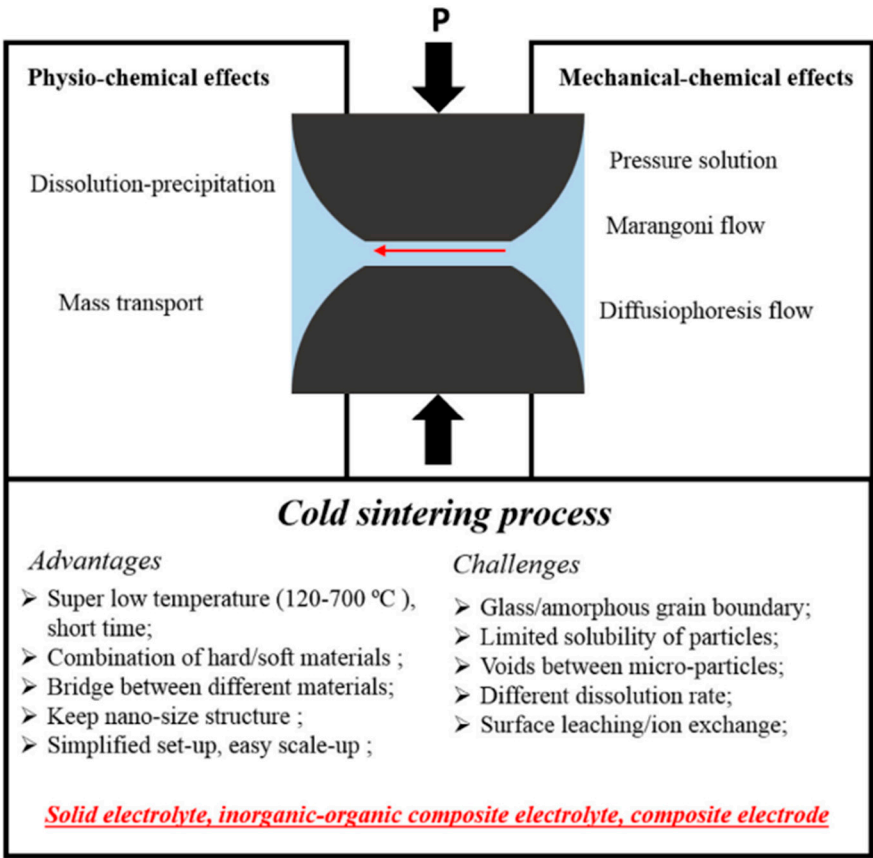 P
Physio-chemical effects
Dissolution-precipitation
Mass transport
Mechanical-chemical effects
Pressure solution
Marangoni flow
Diffusiophoresis flow
Cold sintering process
Advantages
➢ Super low temperature (120-700 ºC ),
short time;
➢ Combination of hard/soft materials ;
➢ Bridge between different materials;
➢ Keep nano-size structure ;
➢ Simplified set-up, easy scale-up ;
Challenges
➢ Glass/amorphous grain boundary;
➢ Limited solubility of particles;
➢ Voids between micro-particles;
➢ Different dissolution rate;
➢ Surface leaching/ion exchange;
Solid electrolyte, inorganic-organic composite electrolyte, composite electrode